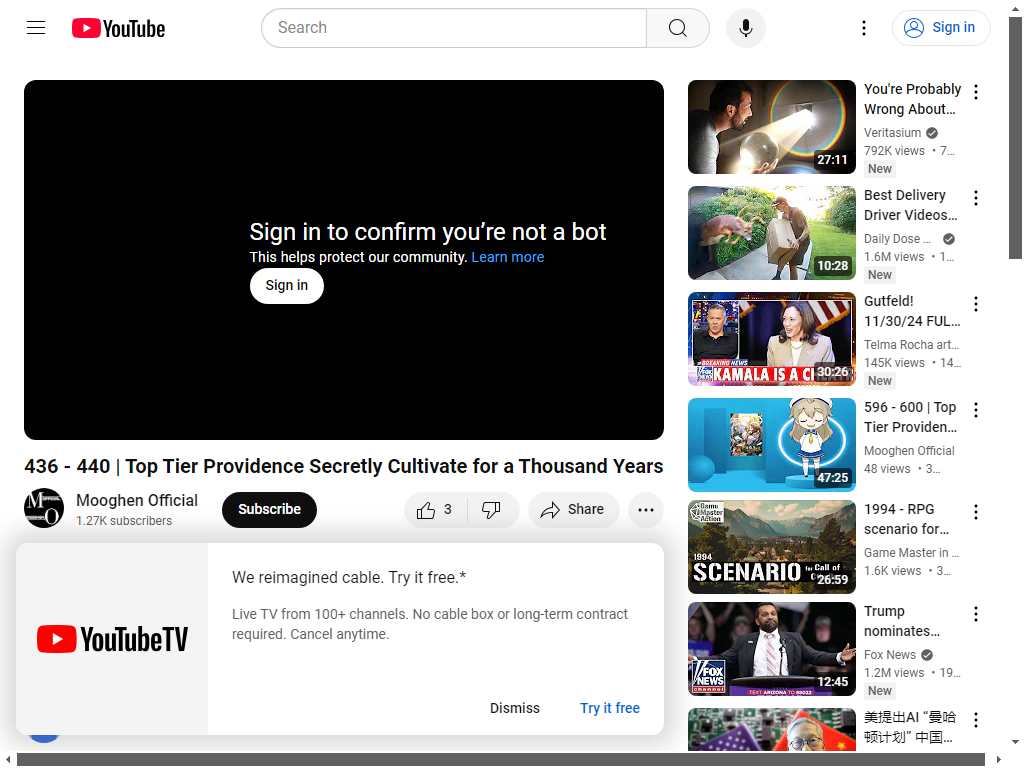 YouTube
Search
Sign in
Sign in to confirm you’re not a bot
This helps protect our community. Learn more
Sign in
436 - 440 | Top Tier Providence Secretly Cultivate for a Thousand Years
Mooghen Official
1.27K subscribers
Subscribe
3
Share
YouTubeTV
We reimagined cable. Try it free.*
Live TV from 100+ channels. No cable box or long-term contract
required. Cancel anytime.
Dismiss
Try it free
27:11
You're Probably
Wrong About…
Veritasium
792K views • 7…
New
10:28
Best Delivery
Driver Videos…
Daily Dose …
1.6M views • 1…
New
BREAKING NEWS
KAMALA IS A
30:26
Gutfeld!
11/30/24 FUL…
Telma Rocha art…
145K views • 14…
New
47:25
596 - 600 | Top
Tier Providen…
Mooghen Official
48 views • 3…
Game
Master
Action
1994
SCENARIO for Call of
26:59
1994 - RPG
scenario for…
Game Master in …
1.6K views • 3…
FOX
NEWS
channel
TEXT ARIZONA TO 88022
12:45
Trump
nominates…
Fox News
1.2M views • 19…
New
美提出AI “曼哈
顿计划” 中国…